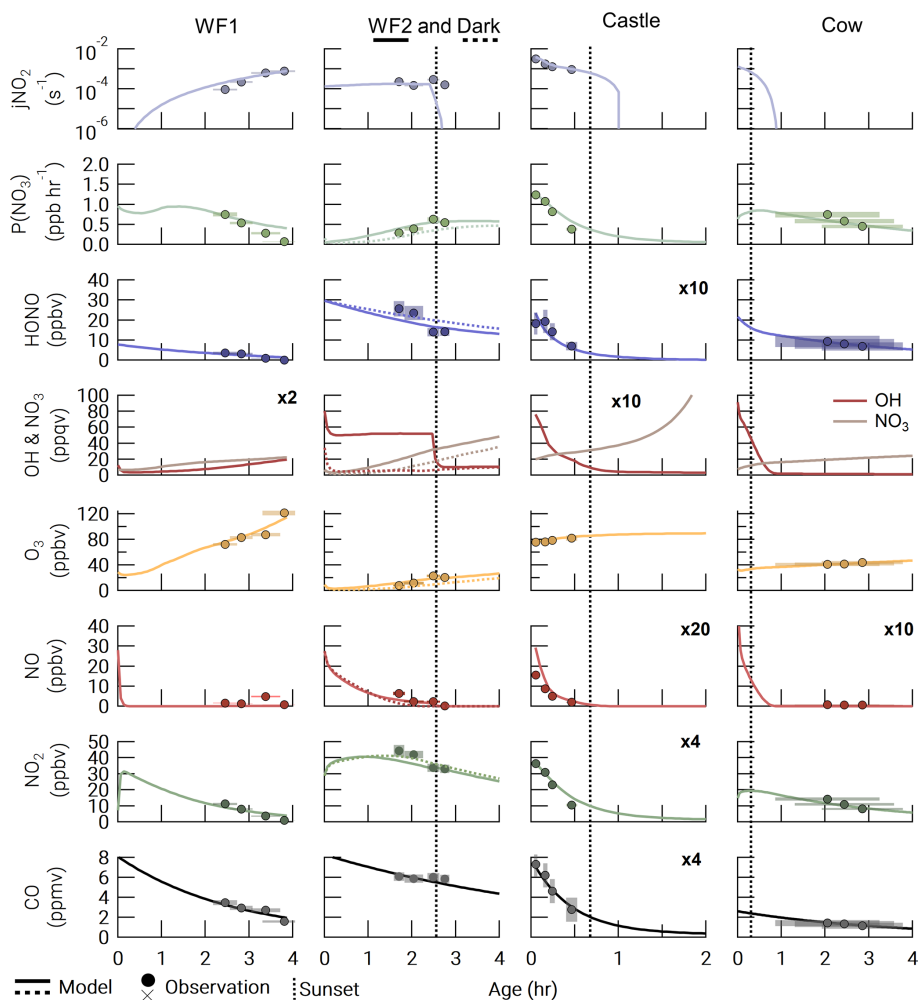 WF1
WF2 and Dark
Castle
Cow
jNO2
(s-1)
10-2
10-4
10-6
P(NO3)
(ppb hr-1)
2.0
1.5
1.0
0.5
0.0
HONO
(ppbv)
40
30
20
10
0
x10
OH & NO3
(ppqv)
100
80
60
40
20
0
x2
x10
OH
NO3
O3
(ppbv)
120
80
40
0
NO
(ppbv)
40
30
20
10
0
x20
x10
NO2
(ppbv)
50
40
30
20
10
0
x4
CO
(ppmv)
8
6
4
2
0
x4
0 1 2 3 4 0 1 2 3 4 0 1 2 0 1 2 3 4
Model Observation Sunset Age (hr)